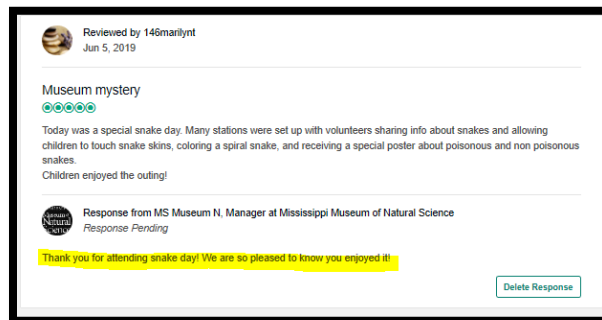 Reviewed by 146marilynt
Jun 5, 2019
Museum mystery
Today was a special snake day. Many stations were set up with volunteers sharing info about snakes and allowing
children to touch snake skins, coloring a spiral snake, and receiving a special poster about poisonous and non poisonous
snakes.
Children enjoyed the outing!
Natural
Science
Response from MS Museum N, Manager at Mississippi Museum of Natural Science
Response Pending
Thank you for attending snake day! We are so pleased to know you enjoyed it!
Delete Response